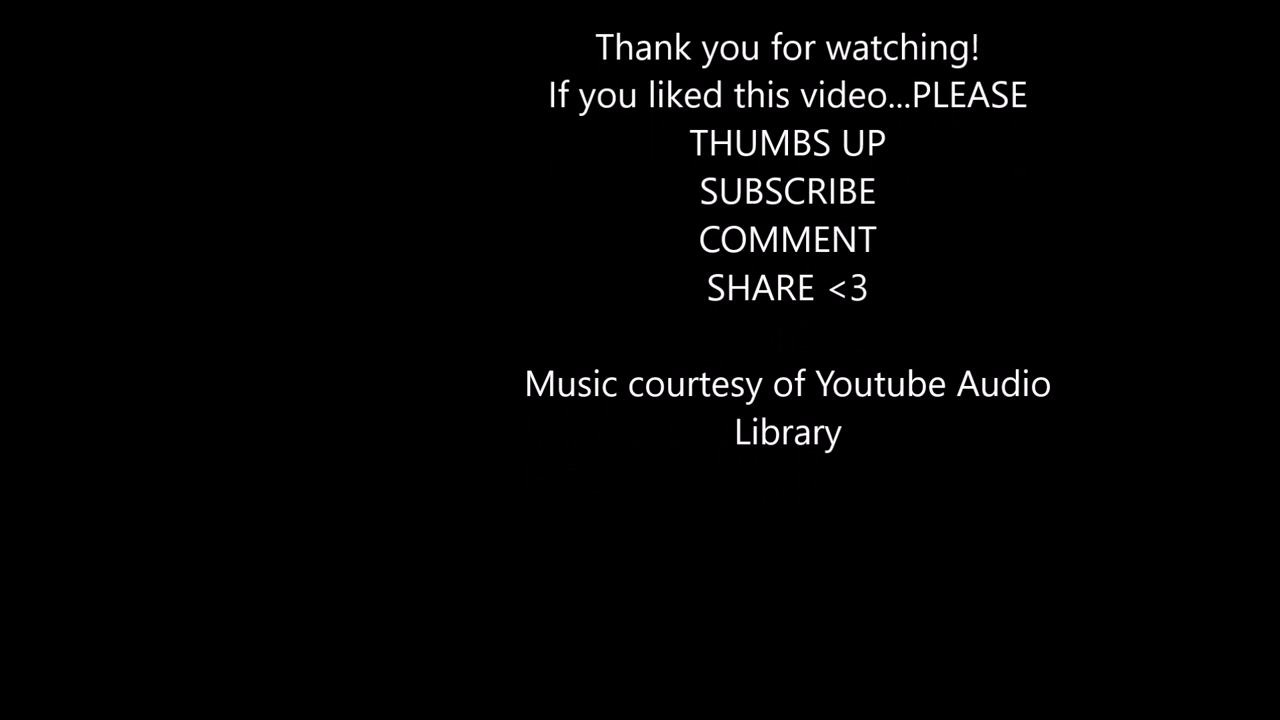 Thank you for watching!
If you liked this video...PLEASE
THUMBS UP
SUBSCRIBE
COMMENT
SHARE <3
Music courtesy of Youtube Audio
Library